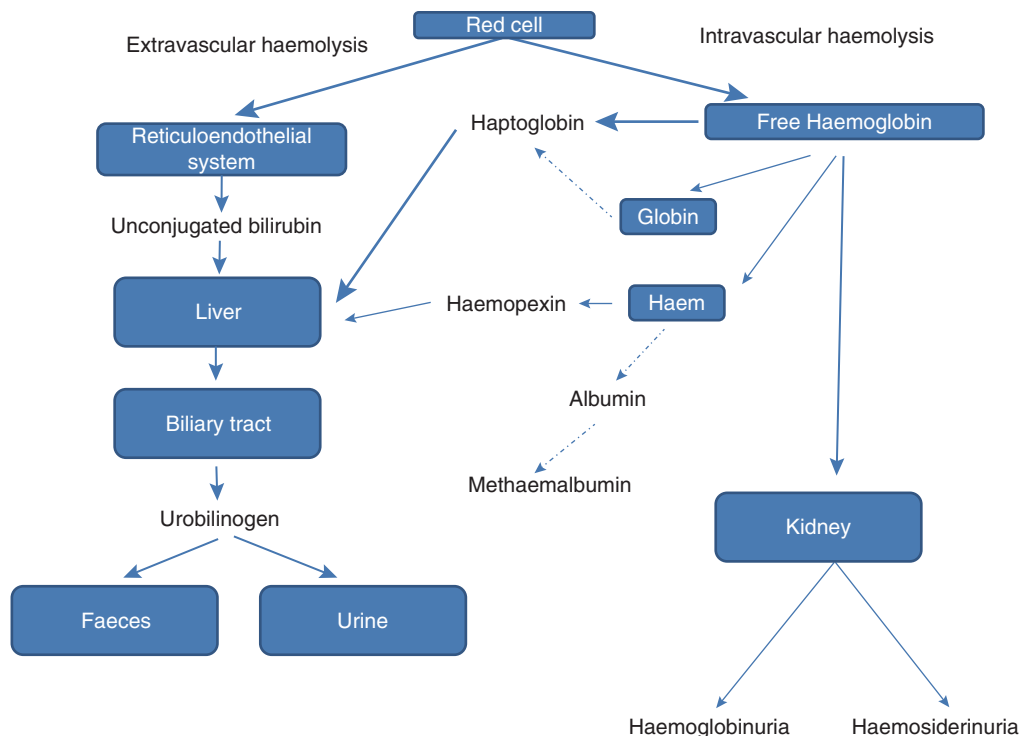 Red cell
Extravascular haemolysis
Intravascular haemolysis
Reticuloendothelial
system
Haptoglobin
Free Haemoglobin
Globin
Unconjugated bilirubin
Liver
Haemopexin
Haem
Biliary tract
Albumin
Methaemalbumin
Urobilinogen
Kidney
Faeces
Urine
Haemoglobinuria
Haemosiderinuria